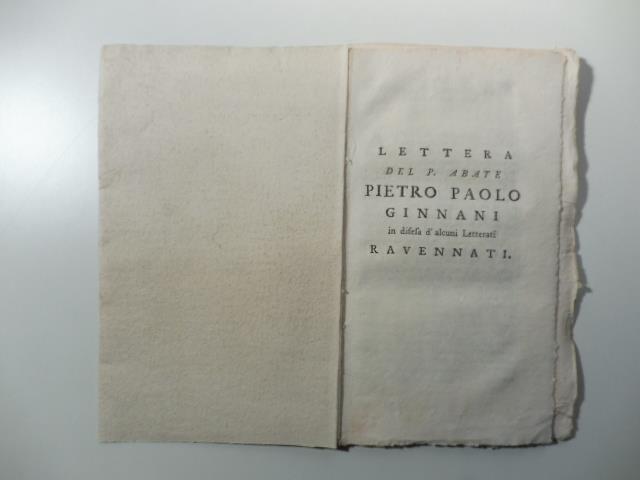 LETTERA
DEL P. ABATE
PIETRO PAOLO
GINNANI
in difesa d' alcuni Letterati
RAVENNATI.